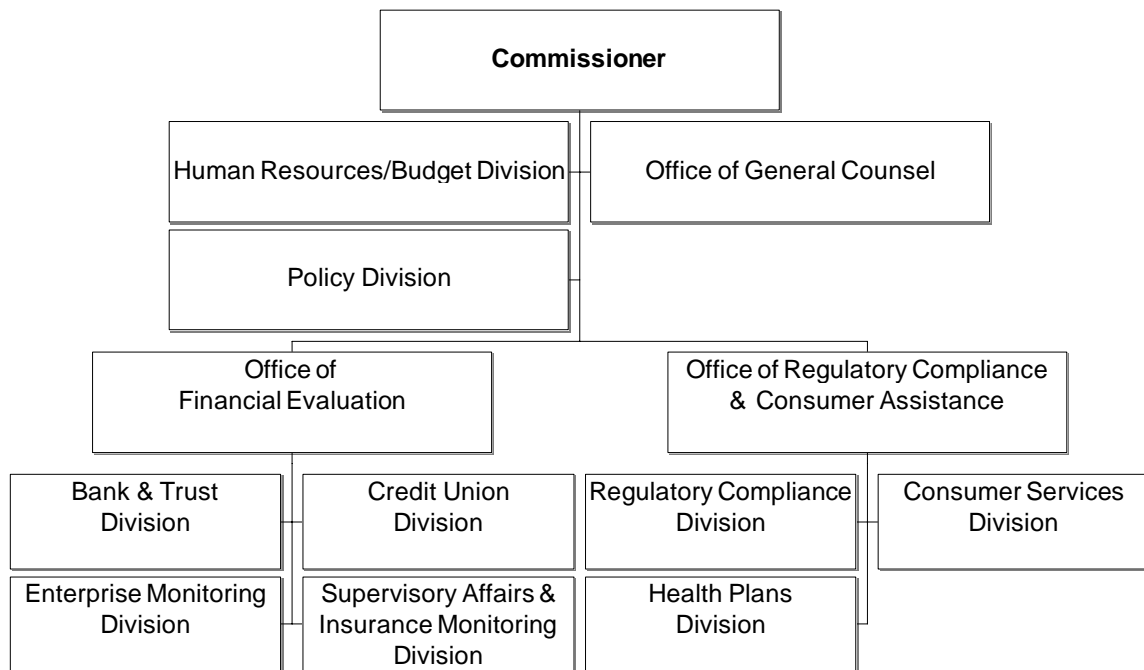 Commissioner
Human Resources/Budget Division
Office of General Counsel
Policy Division
Office of
Financial Evaluation
Office of Regulatory Compliance
& Consumer Assistance
Bank & Trust
Division
Credit Union
Division
Regulatory Compliance
Division
Consumer Services
Division
Enterprise Monitoring
Division
Supervisory Affairs &
Insurance Monitoring
Division
Health Plans
Division